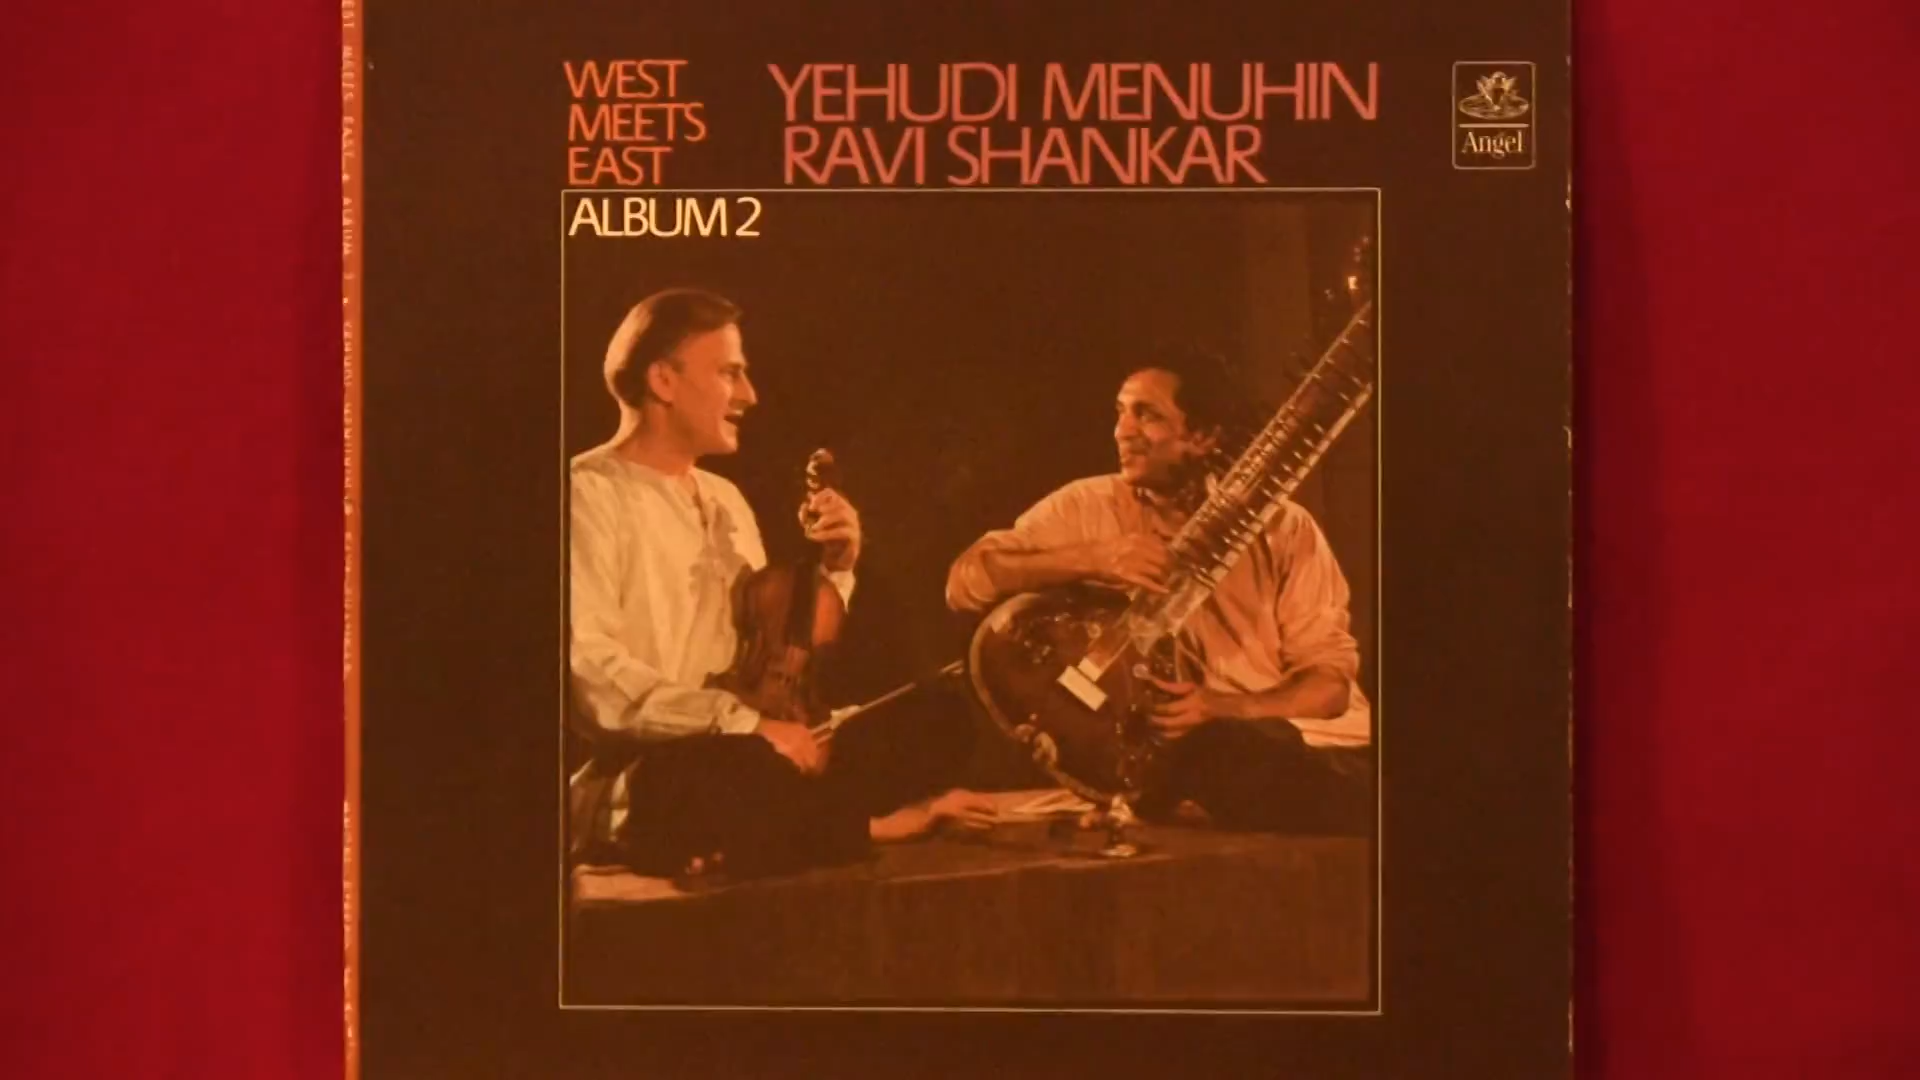 WEST
MEETS
EAST
YEHUDI MENUHIN
RAVI SHANKAR
Angel
ALBUM 2